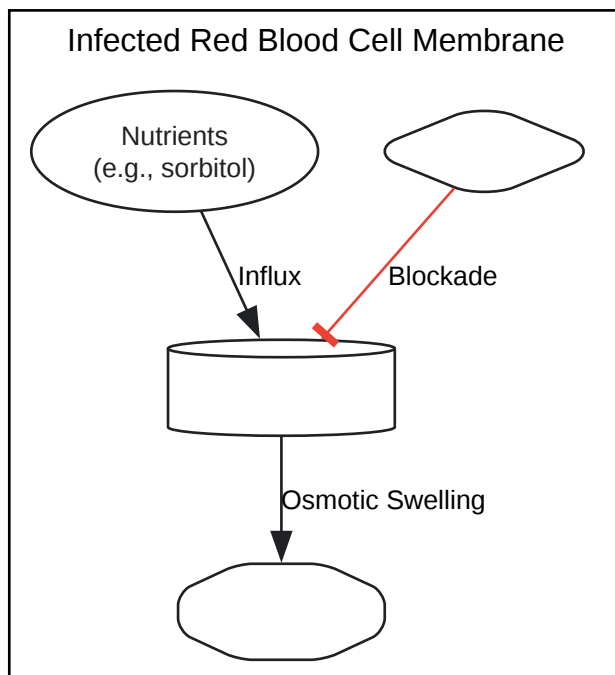 Infected Red Blood Cell Membrane
Nutrients
(e.g., sorbitol)
Influx
Blockade
Osmotic Swelling